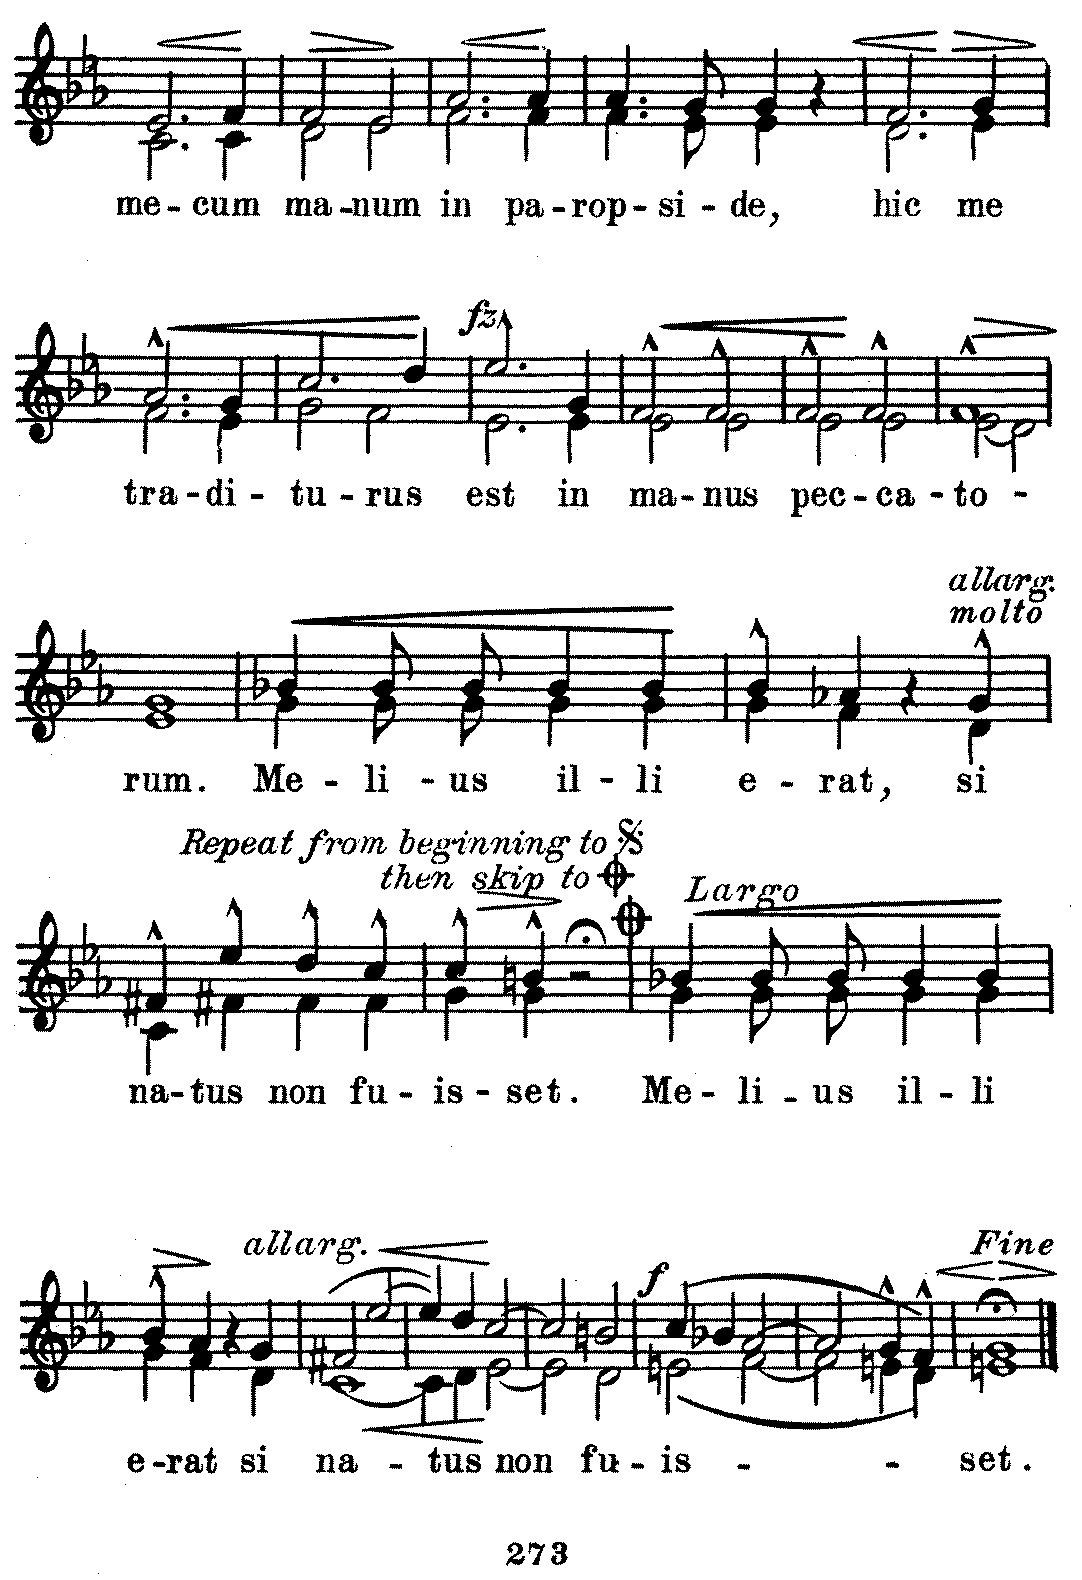 me - cum ma - num in pa - rop - si - de, hic me
fz
tra - di - tu - rus est in ma - nus pec - ca - to -
allarg.
molto
rum. Me - li - us il - li e - rat, si
Repeat from beginning to 𝄋
then skip to 𝄌
𝄌 Largo
na - tus non fu - is - set. Me - li - us il - li
allarg. f Fine
e - rat si na - tus non fu - is - - set.
273